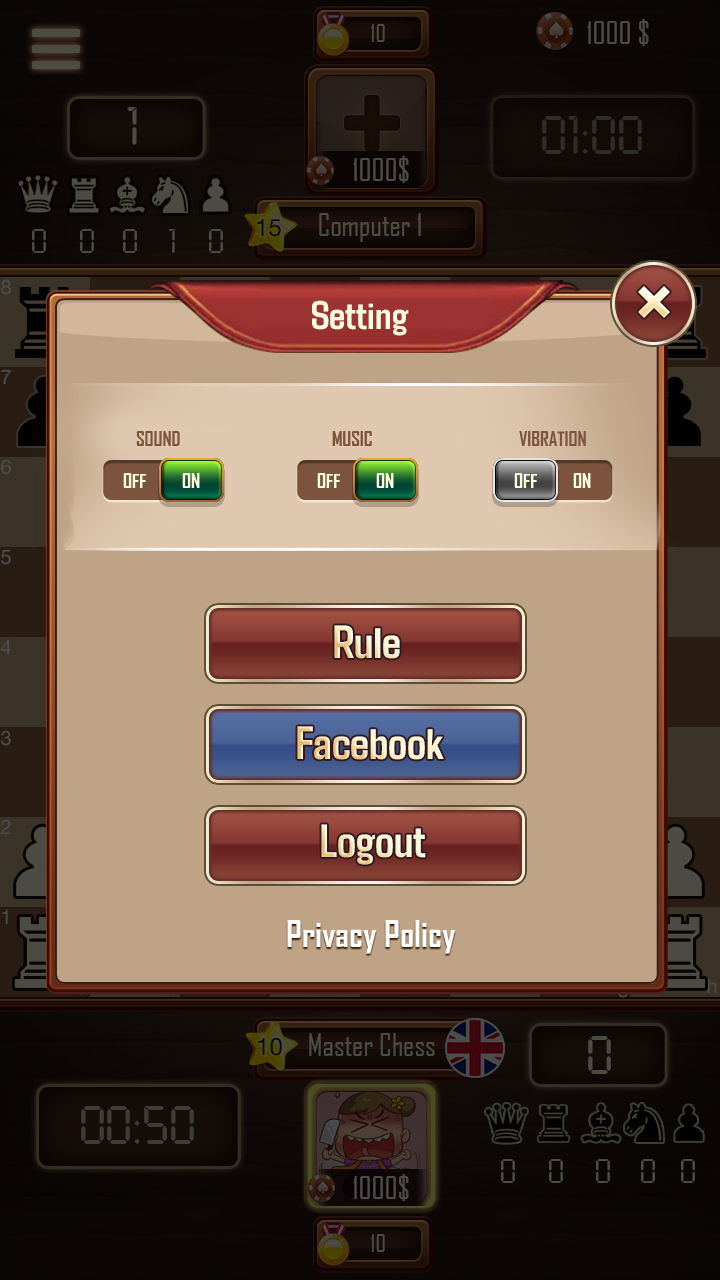 10
1000 $
1
1000$
01:00
0 0 0 1 0
15
Computer 1
8
Setting
7
SOUND MUSIC VIBRATION
6
OFF ON OFF ON OFF ON
5
4
Rule
3
Facebook
2
Logout
1
Privacy Policy
h
10
Master Chess
0
00:50
1000$
0 0 0 0 0
10